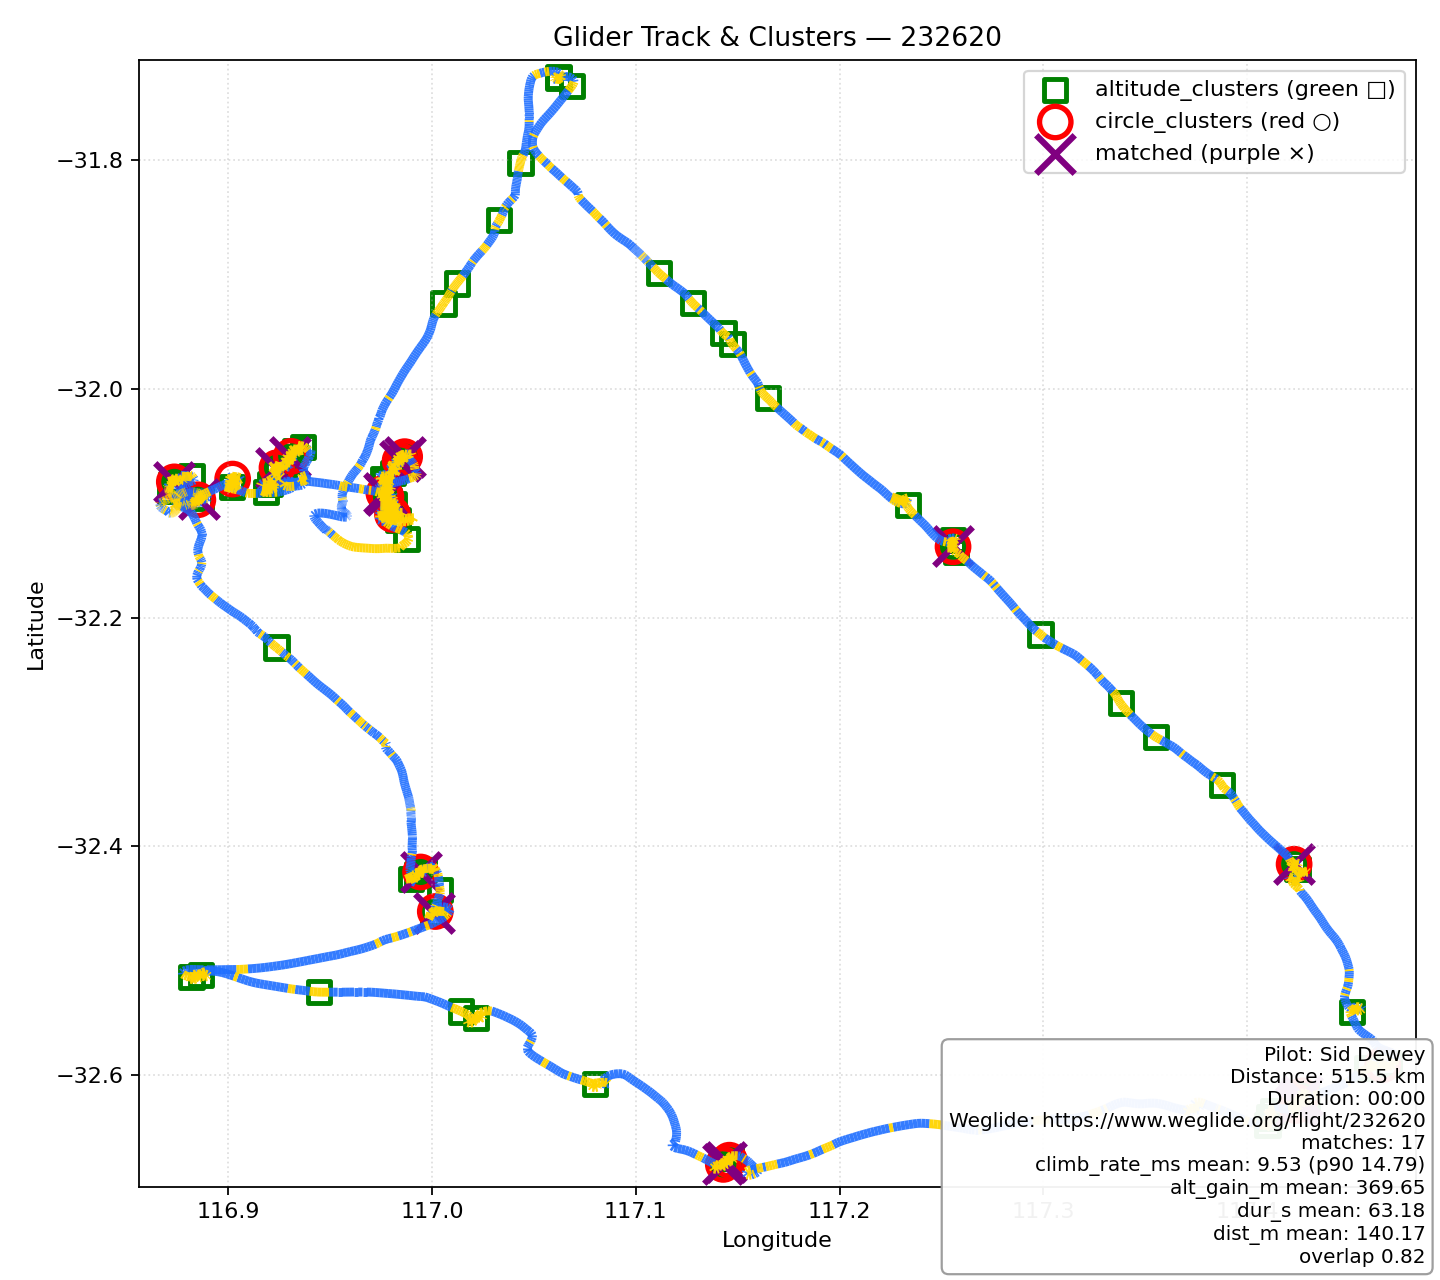 Glider Track & Clusters — 232620
altitude_clusters (green □)
circle_clusters (red ○)
matched (purple ×)
−31.8
−32.0
−32.2
−32.4
−32.6
Latitude
116.9
117.0
117.1
117.2
117.3
Longitude
Pilot: Sid Dewey
Distance: 515.5 km
Duration: 00:00
Weglide: https://www.weglide.org/flight/232620
matches: 17
climb_rate_ms mean: 9.53 (p90 14.79)
alt_gain_m mean: 369.65
dur_s mean: 63.18
dist_m mean: 140.17
overlap 0.82